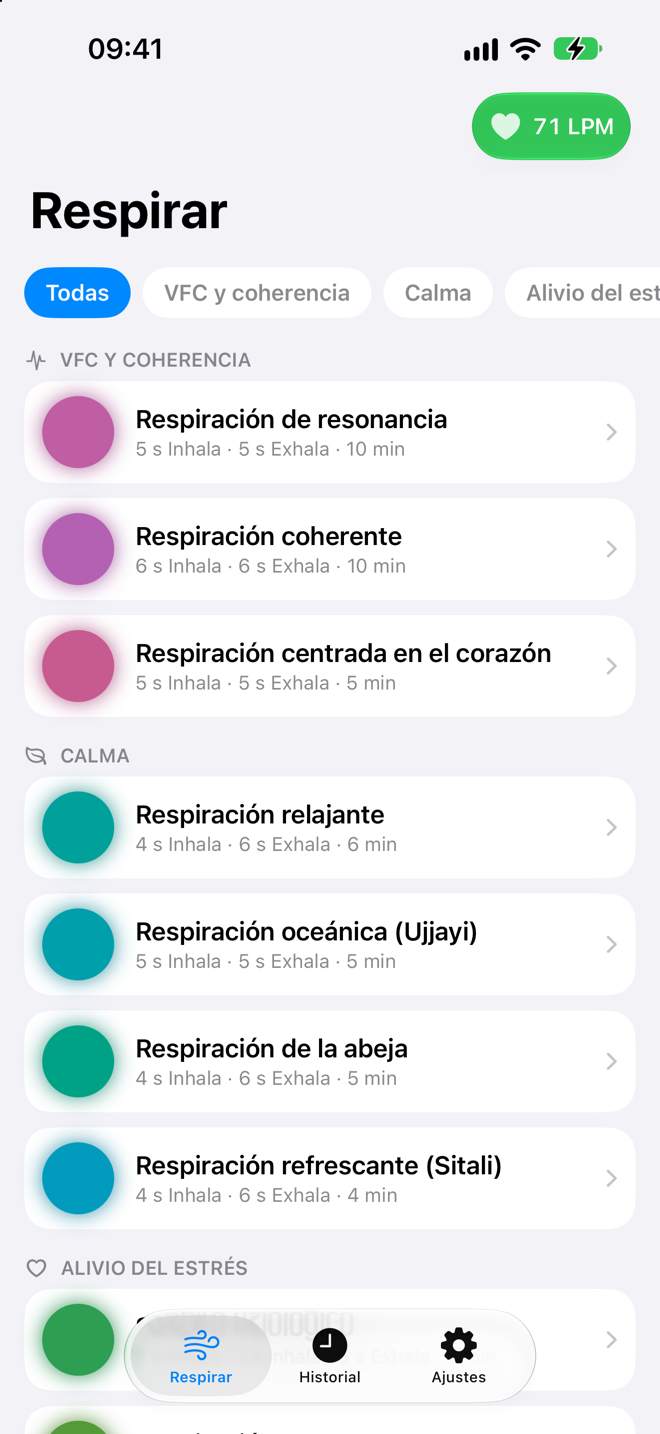 09:41
71 LPM
Respirar
Todas
VFC y coherencia
Calma
Alivio del est
VFC Y COHERENCIA
Respiración de resonancia
5 s Inhala · 5 s Exhala · 10 min
Respiración coherente
6 s Inhala · 6 s Exhala · 10 min
Respiración centrada en el corazón
5 s Inhala · 5 s Exhala · 5 min
CALMA
Respiración relajante
4 s Inhala · 6 s Exhala · 6 min
Respiración oceánica (Ujjayi)
5 s Inhala · 5 s Exhala · 5 min
Respiración de la abeja
4 s Inhala · 6 s Exhala · 5 min
Respiración refrescante (Sitali)
4 s Inhala · 6 s Exhala · 4 min
ALIVIO DEL ESTRÉS
Respirar
Historial
Ajustes